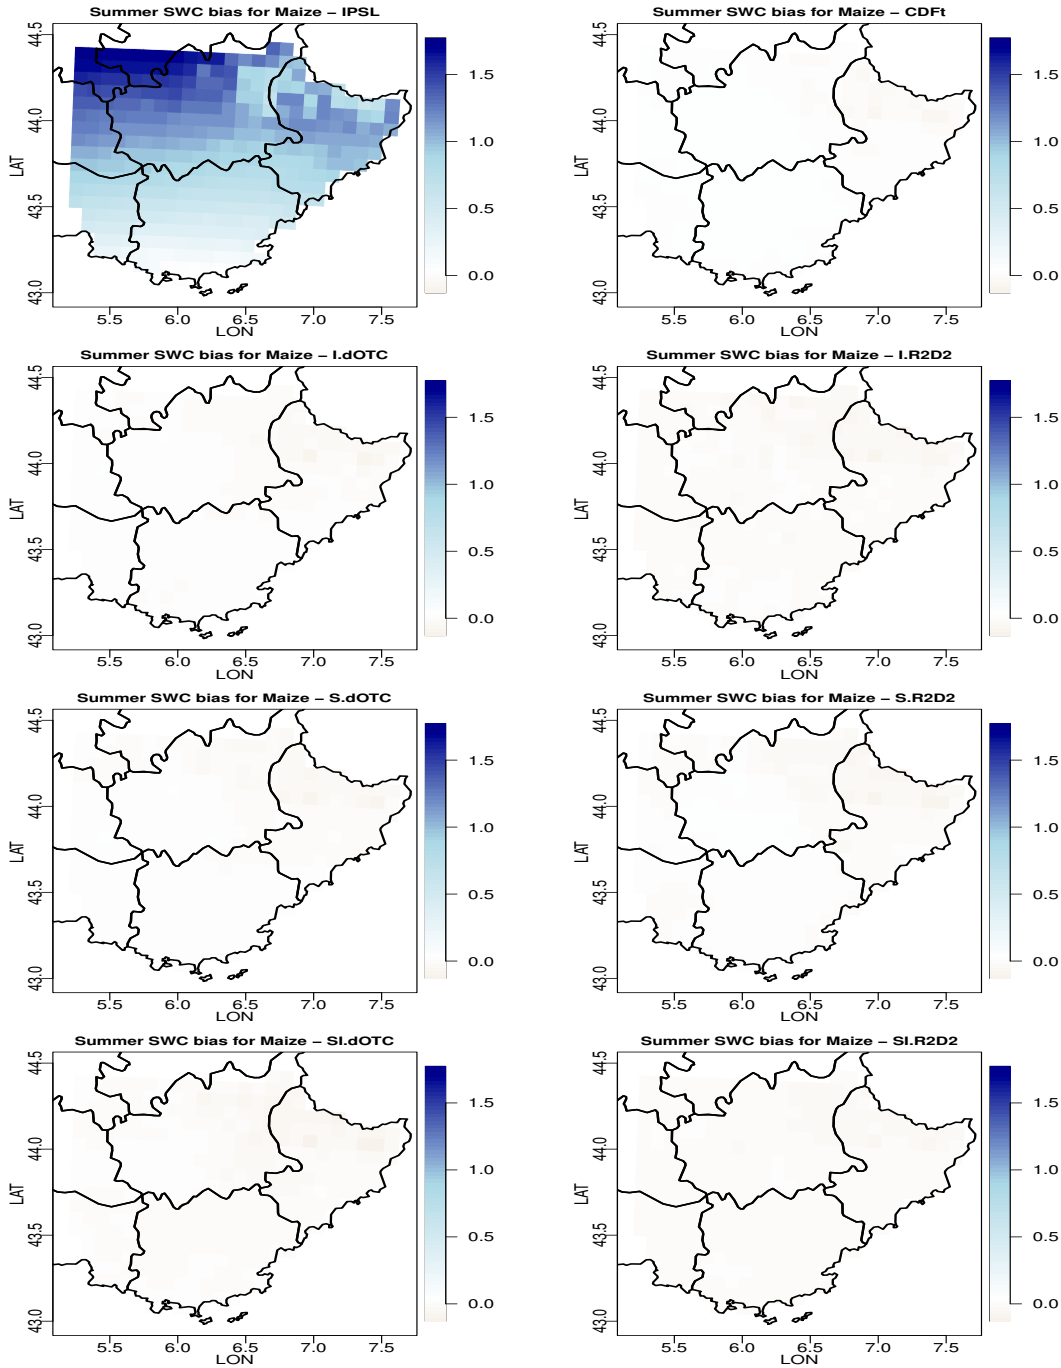 Summer SWC bias for Maize – IPSL
LAT
44.5
44.0
43.5
43.0
5.5 6.0 6.5 7.0 7.5
LON
1.5
1.0
0.5
0.0
Summer SWC bias for Maize – CDFt
LAT
44.5
44.0
43.5
43.0
5.5 6.0 6.5 7.0 7.5
LON
1.5
1.0
0.5
0.0
Summer SWC bias for Maize – I.dOTC
LAT
44.5
44.0
43.5
43.0
5.5 6.0 6.5 7.0 7.5
LON
1.5
1.0
0.5
0.0
Summer SWC bias for Maize – I.R2D2
LAT
44.5
44.0
43.5
43.0
5.5 6.0 6.5 7.0 7.5
LON
1.5
1.0
0.5
0.0
Summer SWC bias for Maize – S.dOTC
LAT
44.5
44.0
43.5
43.0
5.5 6.0 6.5 7.0 7.5
LON
1.5
1.0
0.5
0.0
Summer SWC bias for Maize – S.R2D2
LAT
44.5
44.0
43.5
43.0
5.5 6.0 6.5 7.0 7.5
LON
1.5
1.0
0.5
0.0
Summer SWC bias for Maize – SI.dOTC
LAT
44.5
44.0
43.5
43.0
5.5 6.0 6.5 7.0 7.5
LON
1.5
1.0
0.5
0.0
Summer SWC bias for Maize – SI.R2D2
LAT
44.5
44.0
43.5
43.0
5.5 6.0 6.5 7.0 7.5
LON
1.5
1.0
0.5
0.0